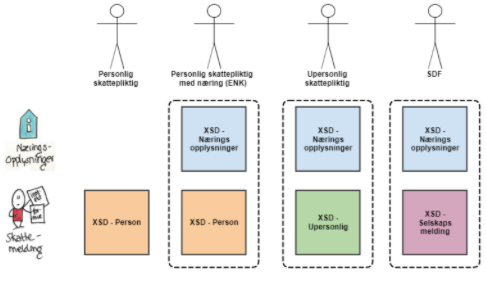 Personlig
skattepliktig
Personlig skattepliktig
med næring (ENK)
Upersonlig
skattepliktig
SDF
Nærings-
opplysninger
XSD -
Nærings
opplysninger
XSD -
Nærings
opplysninger
XSD -
Nærings
opplysninger
Skatte-
melding
XSD - Person
XSD - Person
XSD -
Upersonlig
XSD -
Selskaps
melding